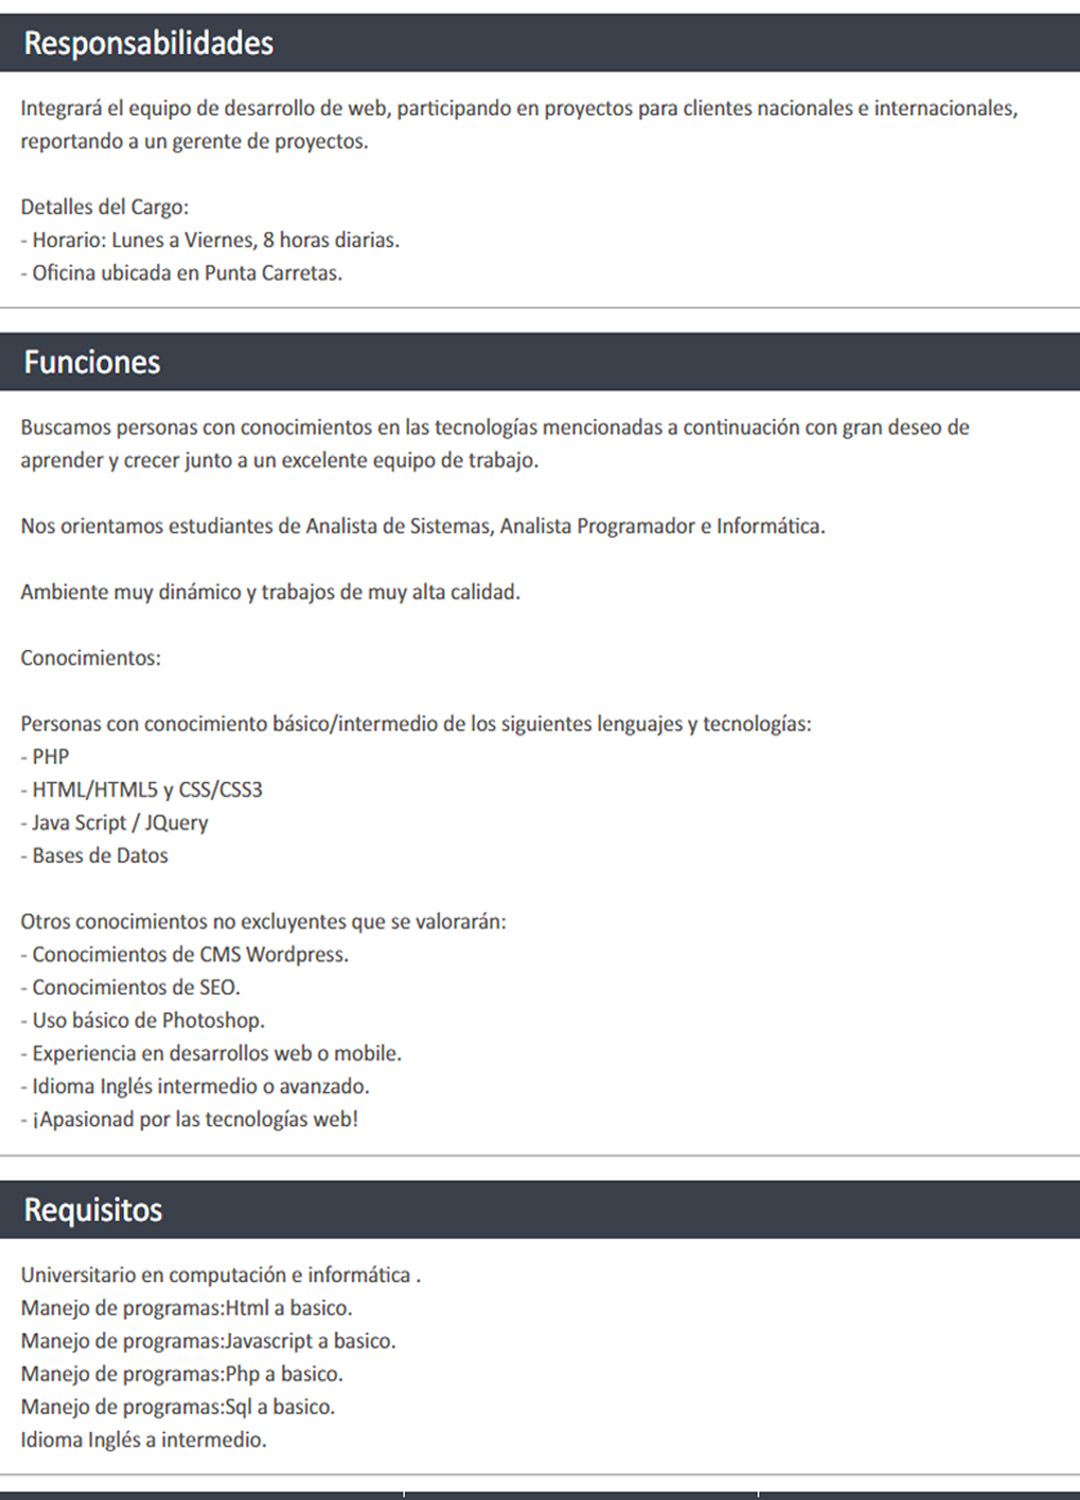 Responsabilidades
Integrará el equipo de desarrollo de web, participando en proyectos para clientes nacionales e internacionales,
reportando a un gerente de proyectos.
Detalles del Cargo:
- Horario: Lunes a Viernes, 8 horas diarias.
- Oficina ubicada en Punta Carretas.
Funciones
Buscamos personas con conocimientos en las tecnologías mencionadas a continuación con gran deseo de
aprender y crecer junto a un excelente equipo de trabajo.
Nos orientamos estudiantes de Analista de Sistemas, Analista Programador e Informática.
Ambiente muy dinámico y trabajos de muy alta calidad.
Conocimientos:
Personas con conocimiento básico/intermedio de los siguientes lenguajes y tecnologías:
- PHP
- HTML/HTML5 y CSS/CSS3
- Java Script / JQuery
- Bases de Datos
Otros conocimientos no excluyentes que se valorarán:
- Conocimientos de CMS Wordpress.
- Conocimientos de SEO.
- Uso básico de Photoshop.
- Experiencia en desarrollos web o mobile.
- Idioma Inglés intermedio o avanzado.
- ¡Apasionad por las tecnologías web!
Requisitos
Universitario en computación e informática .
Manejo de programas:Html a basico.
Manejo de programas:Javascript a basico.
Manejo de programas:Php a basico.
Manejo de programas:Sql a basico.
Idioma Inglés a intermedio.